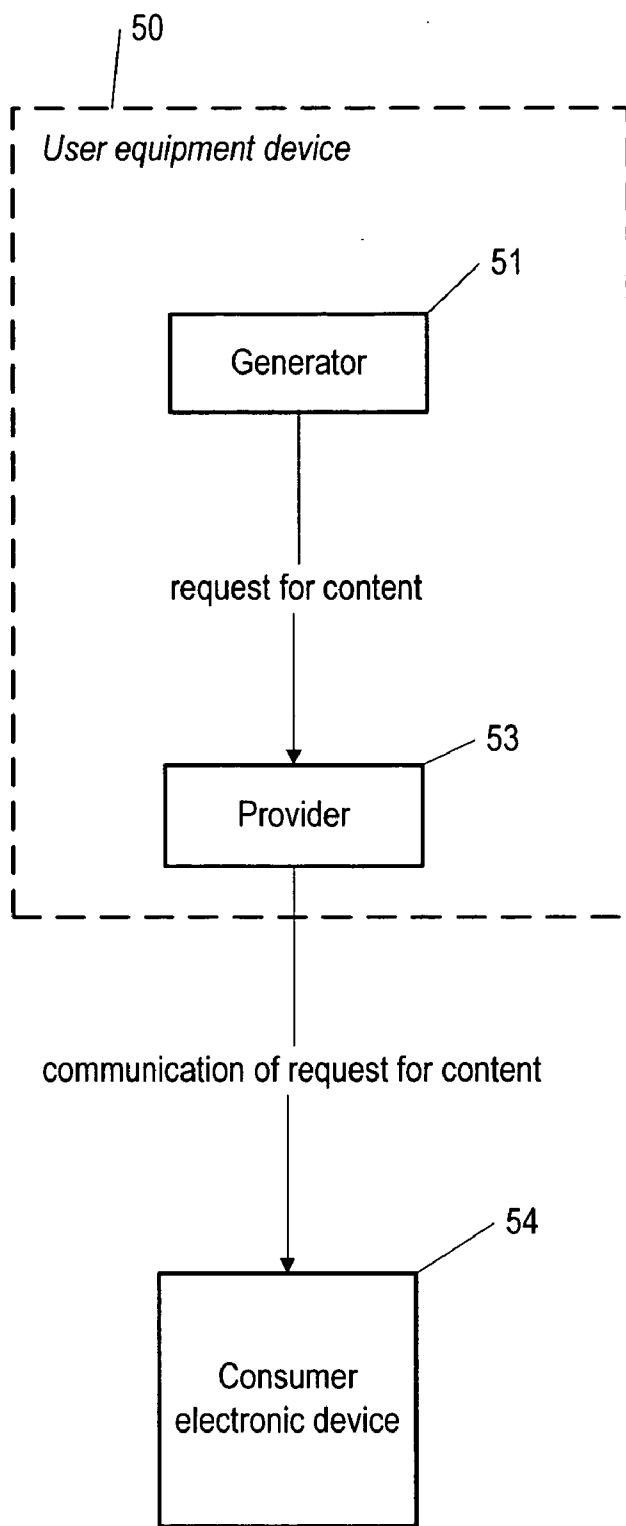 50
User equipment device
51
Generator
request for content
53
Provider
communication of request for content
54
Consumer
electronic device